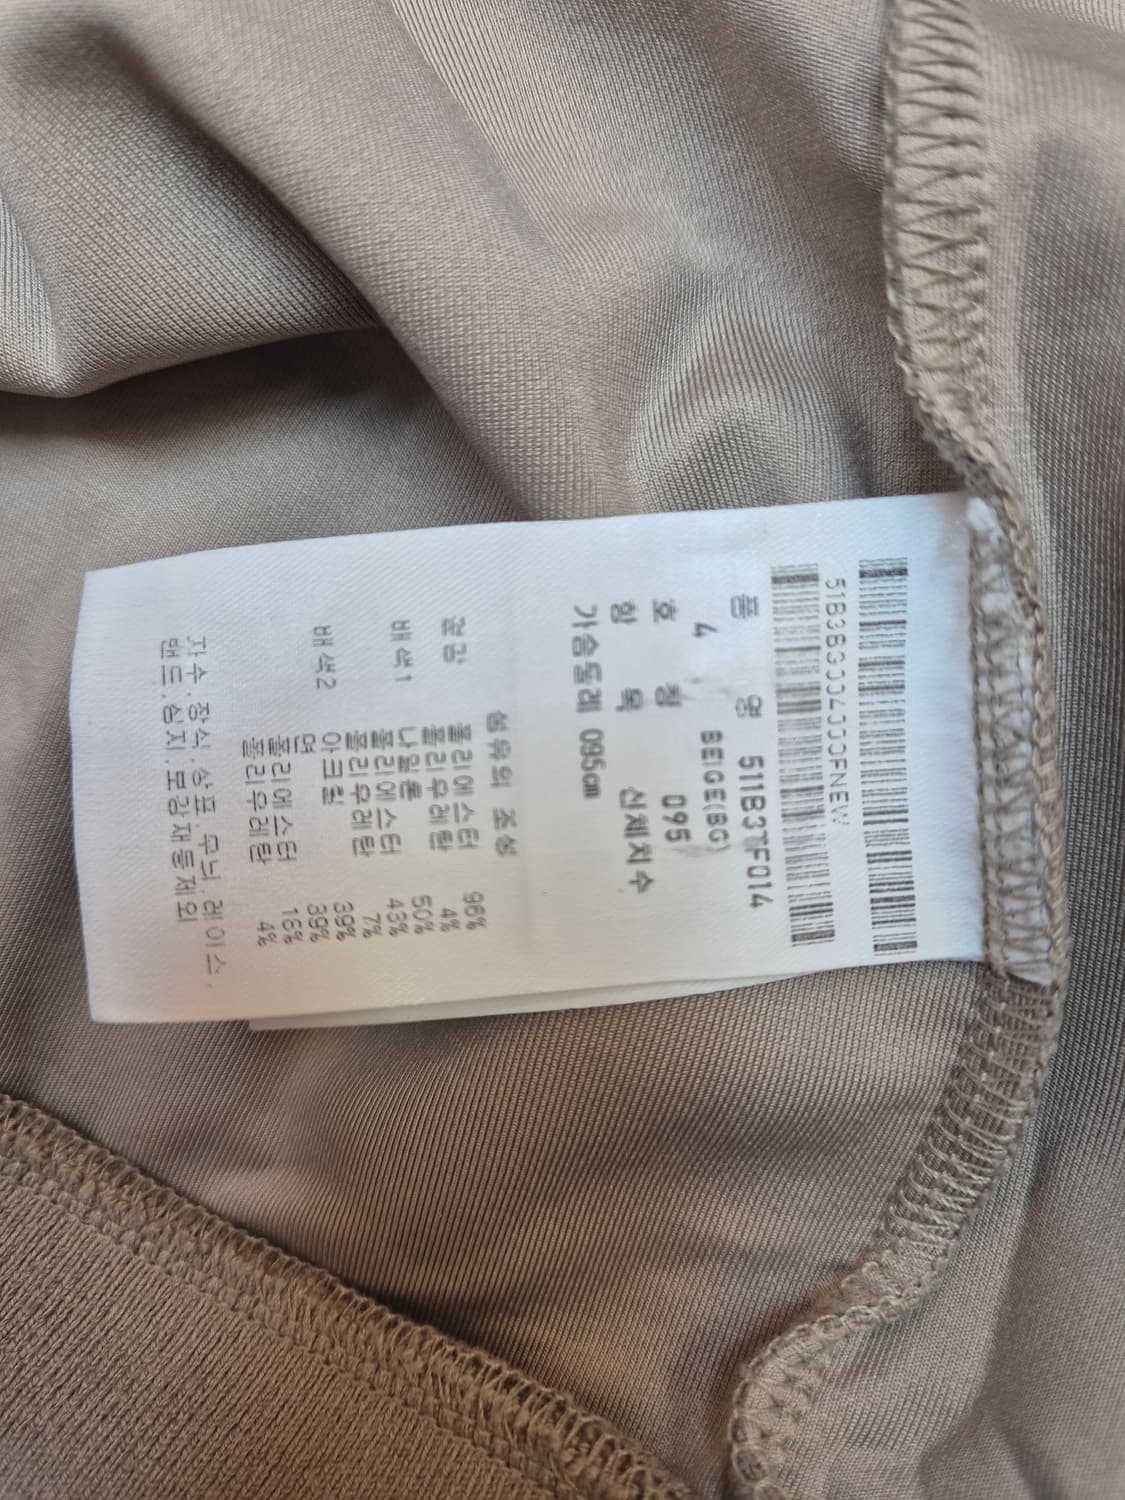 51B3BG00700OFNEW
품 명 51B3TF014
BEGE(BG)
호 칭 095
항 목 신체치수
가슴둘레 095cm
섬유의 조성
겉감 폴리에스터 96%
폴리우레탄 4%
배색1 나일론 50%
폴리에스터 43%
폴리우레탄 7%
배색2 아크릴 39%
면 39%
폴리에스터 18%
폴리우레탄 4%
자수.장식.상표.무늬.레이스.
밴드.심지.보강재등제외